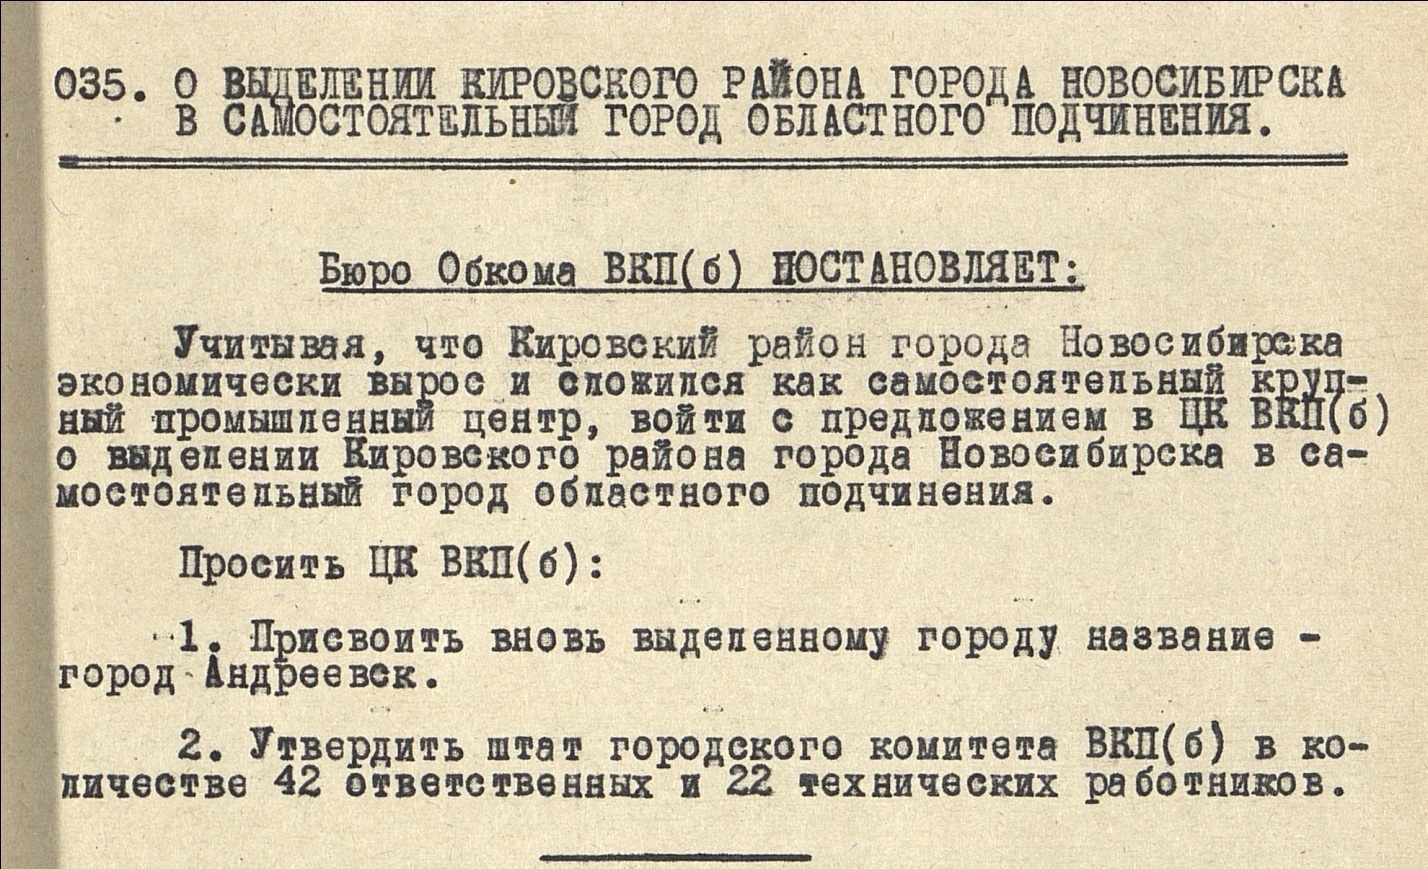 035. О ВЫДЕЛЕНИИ КИРОВСКОГО РАЙОНА ГОРОДА НОВОСИБИРСКА
В САМОСТОЯТЕЛЬНЫЙ ГОРОД ОБЛАСТНОГО ПОДЧИНЕНИЯ.
Бюро Обкома ВКП(б) ПОСТАНОВЛЯЕТ:
Учитывая, что Кировский район города Новосибирска
экономически вырос и сложился как самостоятельный круп-
ный промышленный центр, войти с предложением в ЦК ВКП(б)
о выделении Кировского района города Новосибирска в са-
мостоятельный город областного подчинения.
Просить ЦК ВКП(б):
1. Присвоить вновь выделенному городу название -
город Андреевск.
2. Утвердить штат городского комитета ВКП(б) в ко-
личестве 42 ответственных и 22 технических работников.